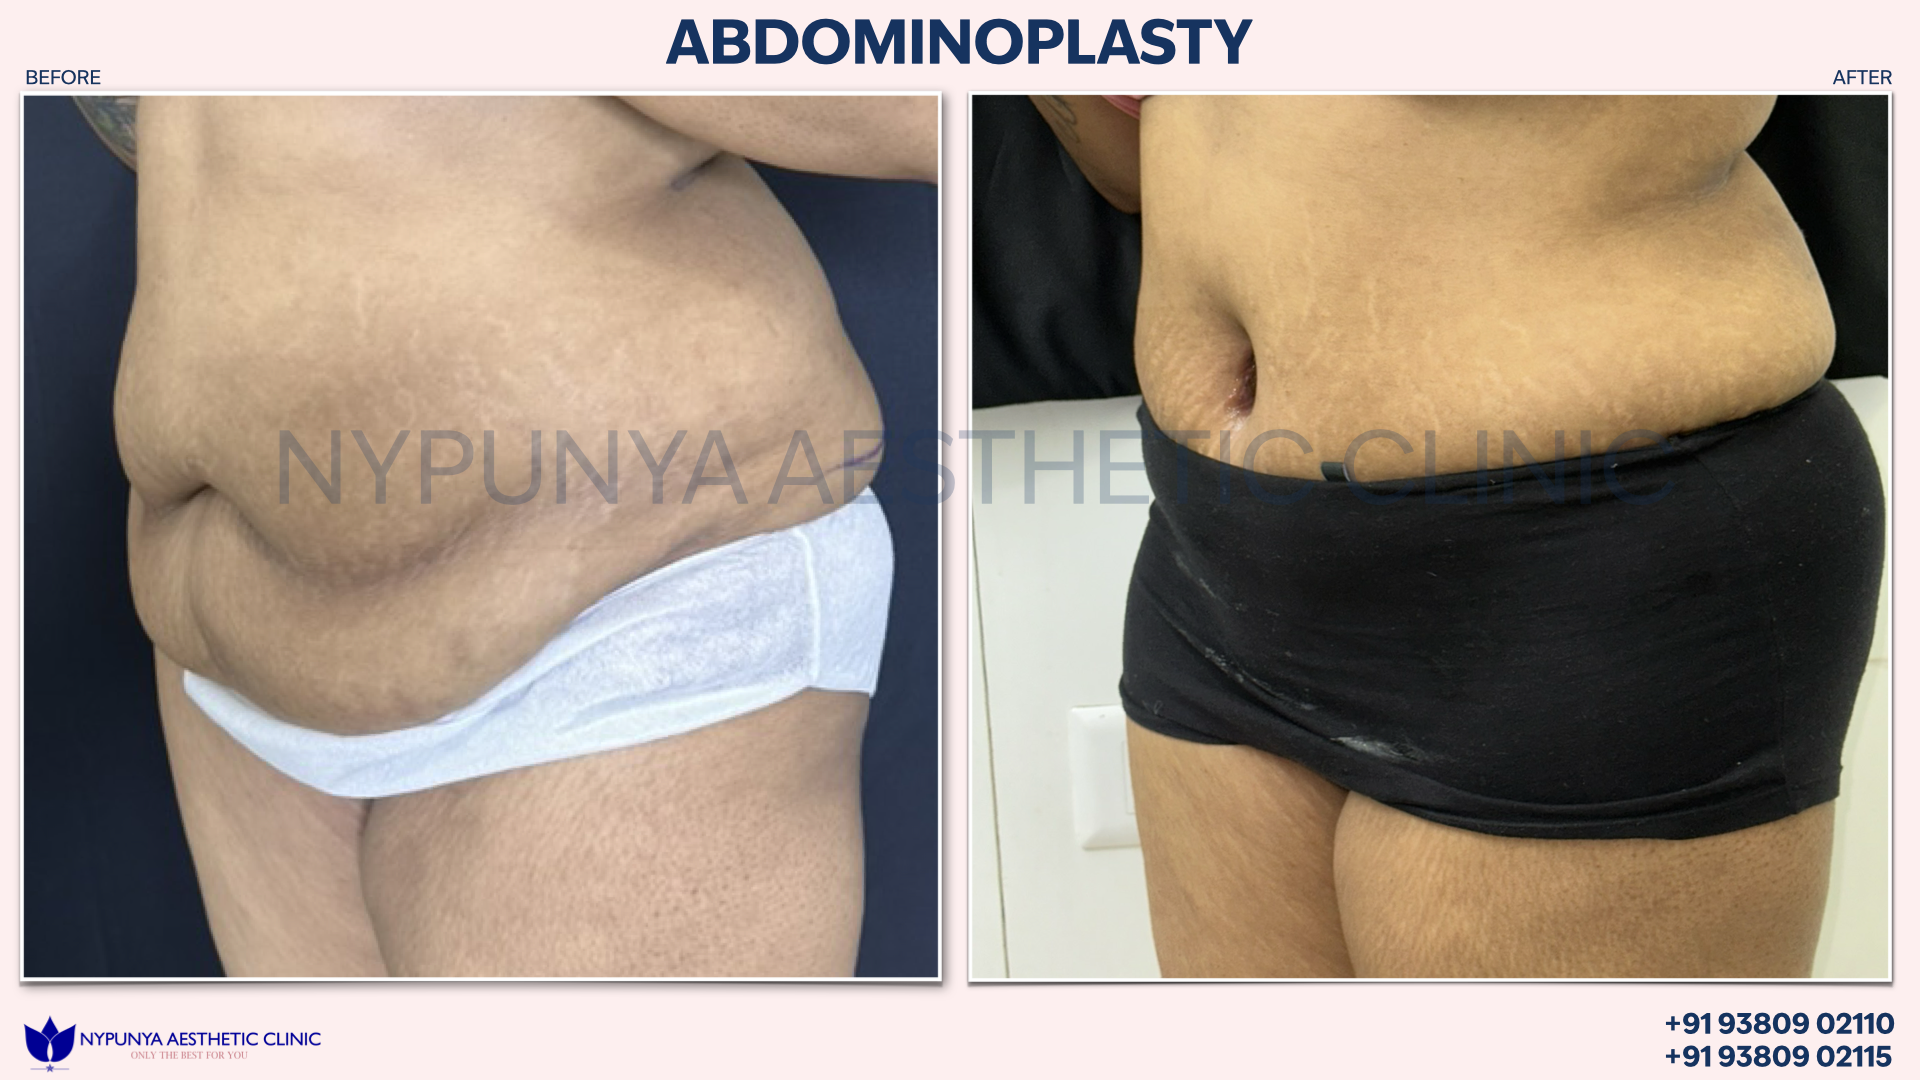 ABDOMINOPLASTY
BEFORE
AFTER
NYPUNYA AESTHETIC CLINIC
NYPUNYA AESTHETIC CLINIC
ONLY THE BEST FOR YOU
+91 93809 02110
+91 93809 02115